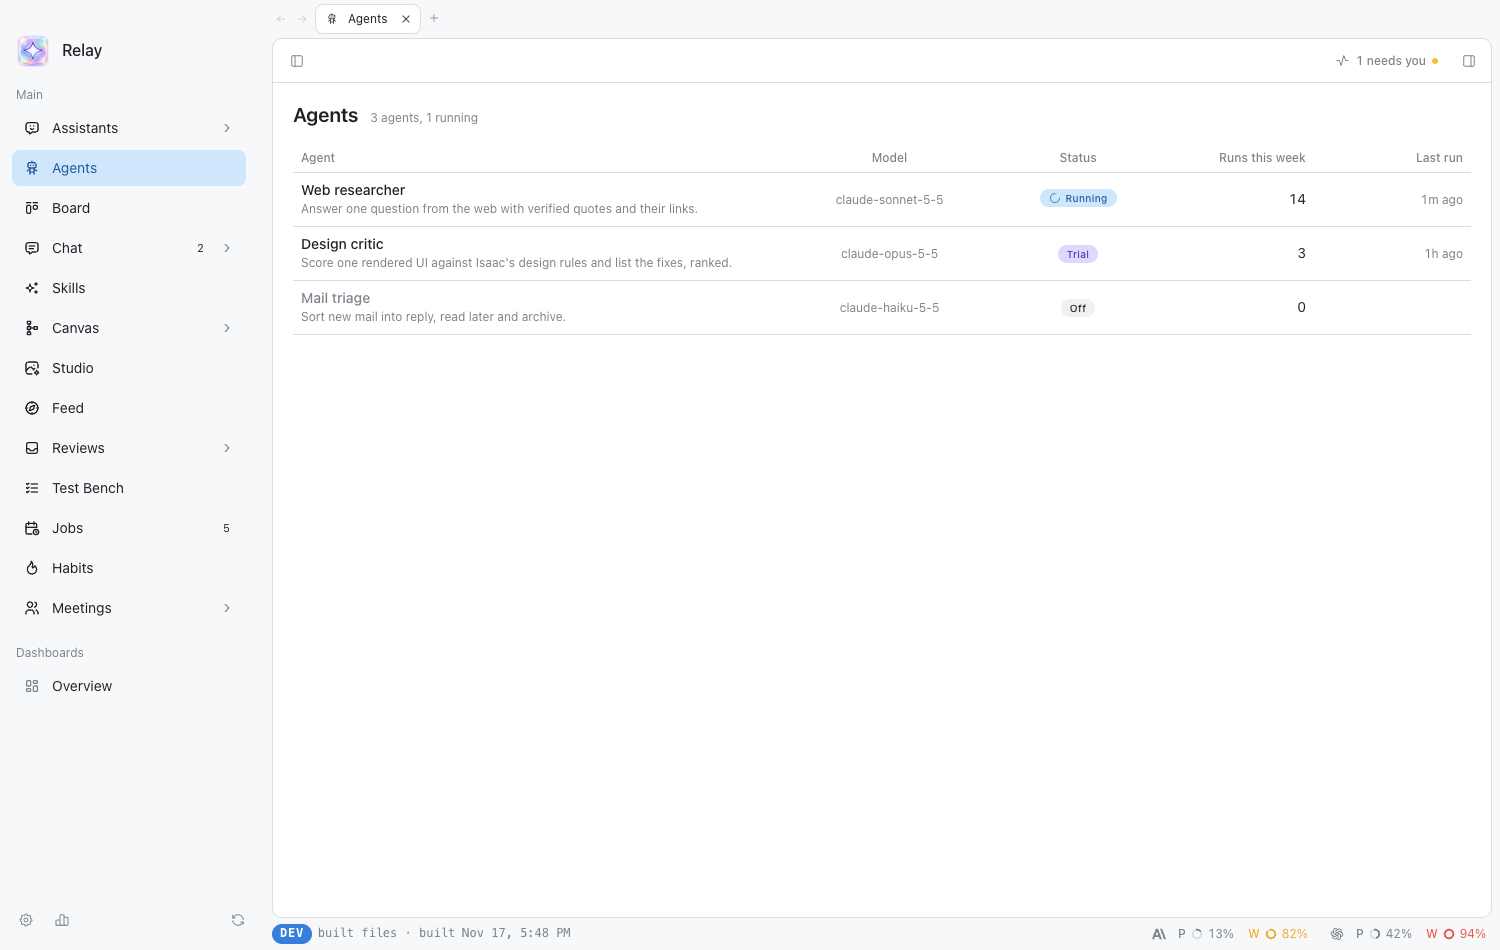 Agents
Relay
1 needs you
Main
Assistants
Agents
Board
Chat 2
Skills
Canvas
Studio
Feed
Reviews
Test Bench
Jobs 5
Habits
Meetings
Dashboards
Overview
Agents 3 agents, 1 running
Agent Model Status Runs this week Last run
Web researcher
Answer one question from the web with verified quotes and their links.
claude-sonnet-5-5 Running 14 1m ago
Design critic
Score one rendered UI against Isaac's design rules and list the fixes, ranked.
claude-opus-5-5 Trial 3 1h ago
Mail triage
Sort new mail into reply, read later and archive.
claude-haiku-5-5 Off 0
DEV built files · built Nov 17, 5:48 PM
P 13% W 82% P 42% W 94%